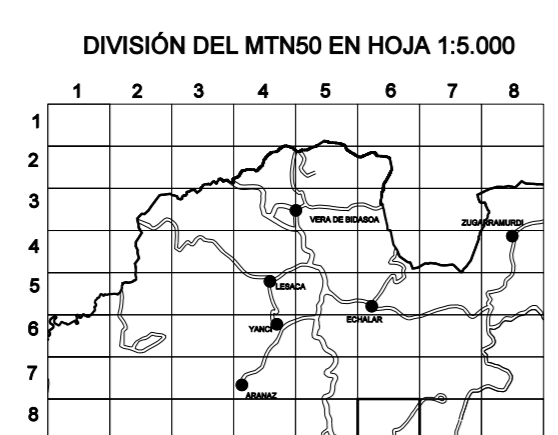 DIVISIÓN DEL MTN50 EN HOJA 1:5.000
1 2 3 4 5 6 7 8
1
2
3
ZUGARRAMURDI
VERA DE BIDASOA
4
5
LESACA
ECHALAR
6
YANCI
7
ARANAZ
8